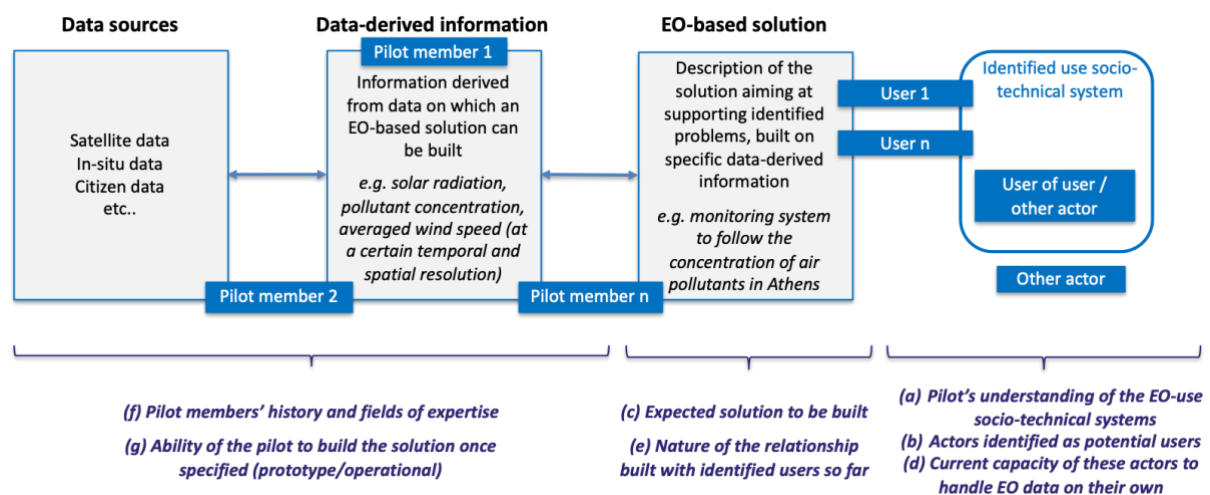 Data sources
Data-derived information
EO-based solution
Satellite data
In-situ data
Citizen data
etc..
Pilot member 1
Information derived
from data on which an
EO-based solution can
be built
e.g. solar radiation,
pollutant concentration,
averaged wind speed (at
a certain temporal and
spatial resolution)
Pilot member 2
Pilot member n
Description of the
solution aiming at
supporting identified
problems, built on
specific data-derived
information
e.g. monitoring system
to follow the
concentration of air
pollutants in Athens
User 1
User n
Identified use socio-
technical system
User of user /
other actor
Other actor
(f) Pilot members' history and fields of expertise
(g) Ability of the pilot to build the solution once
specified (prototype/operational)
(c) Expected solution to be built
(e) Nature of the relationship
built with identified users so far
(a) Pilot's understanding of the EO-use
socio-technical systems
(b) Actors identified as potential users
(d) Current capacity of these actors to
handle EO data on their own